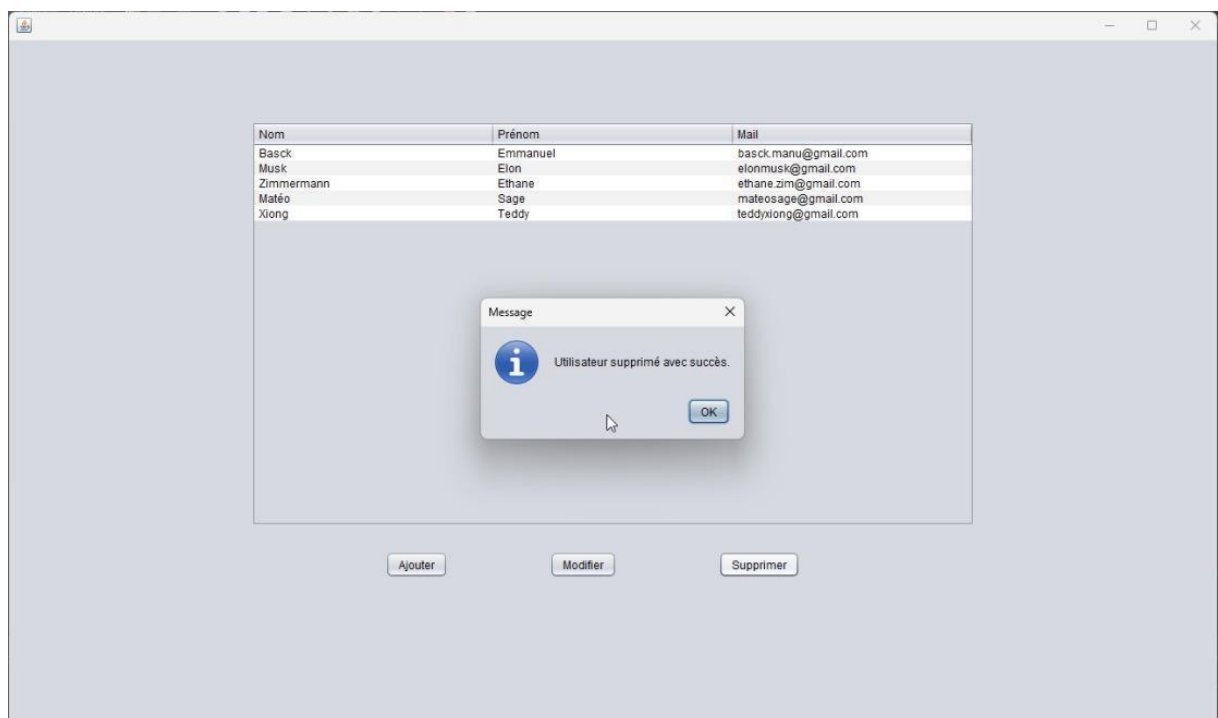 Nom Prénom Mail
Basck Emmanuel basck.manu@gmail.com
Musk Elon elonmusk@gmail.com
Zimmermann Ethane ethane.zim@gmail.com
Matéo Sage mateosage@gmail.com
Xiong Teddy teddyxiong@gmail.com
Message
Utilisateur supprimé avec succès.
OK
Ajouter Modifier Supprimer